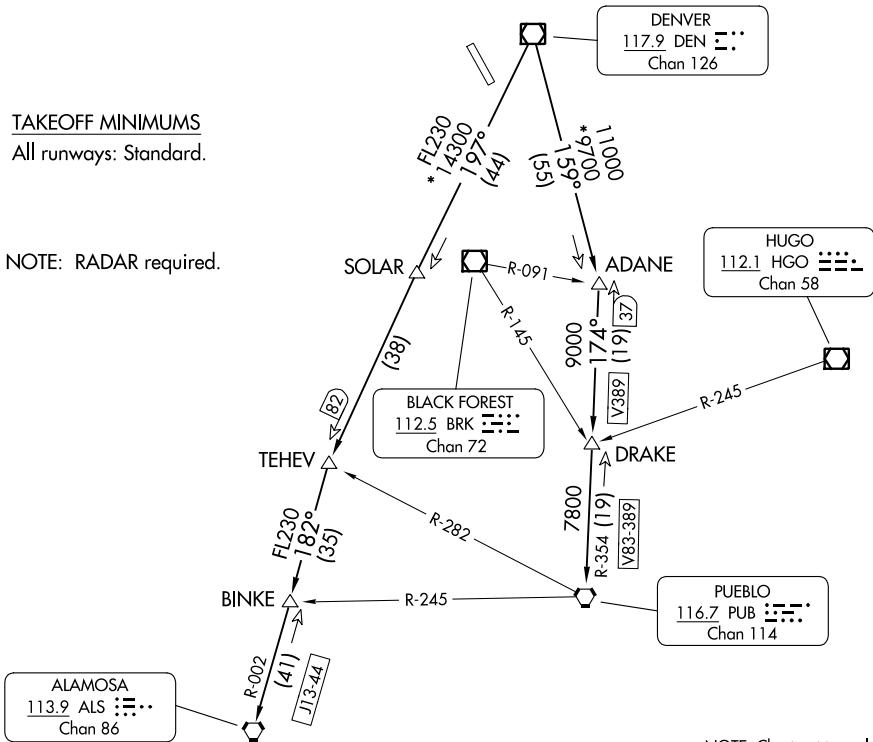 DENVER
117.9 DEN
Chan 126
TAKEOFF MINIMUMS
All runways: Standard.
NOTE: RADAR required.
FL230
*14300
197°
(44)
11000
*9700
159°
(55)
SOLAR
R-091
ADANE
HUGO
112.1 HGO
Chan 58
R-145
37
9000
174°
(19)
V389
(38)
82
BLACK FOREST
112.5 BRK
Chan 72
R-245
TEHEV
DRAKE
R-282
7800
R-354 (19)
V83-389
FL230
182°
(35)
BINKE
R-245
PUEBLO
116.7 PUB
Chan 114
R-002
(41)
J13-44
ALAMOSA
113.9 ALS
Chan 86